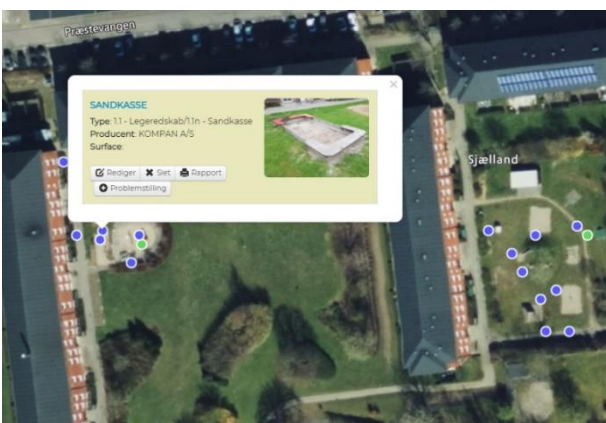 Præstevangen
×
SANDKASSE
Type: 1.1 - Legeredskab/1.1n - Sandkasse
Producent: KOMPAN A/S
Surface:
Rediger Slet Rapport
Problemstilling
Sjælland